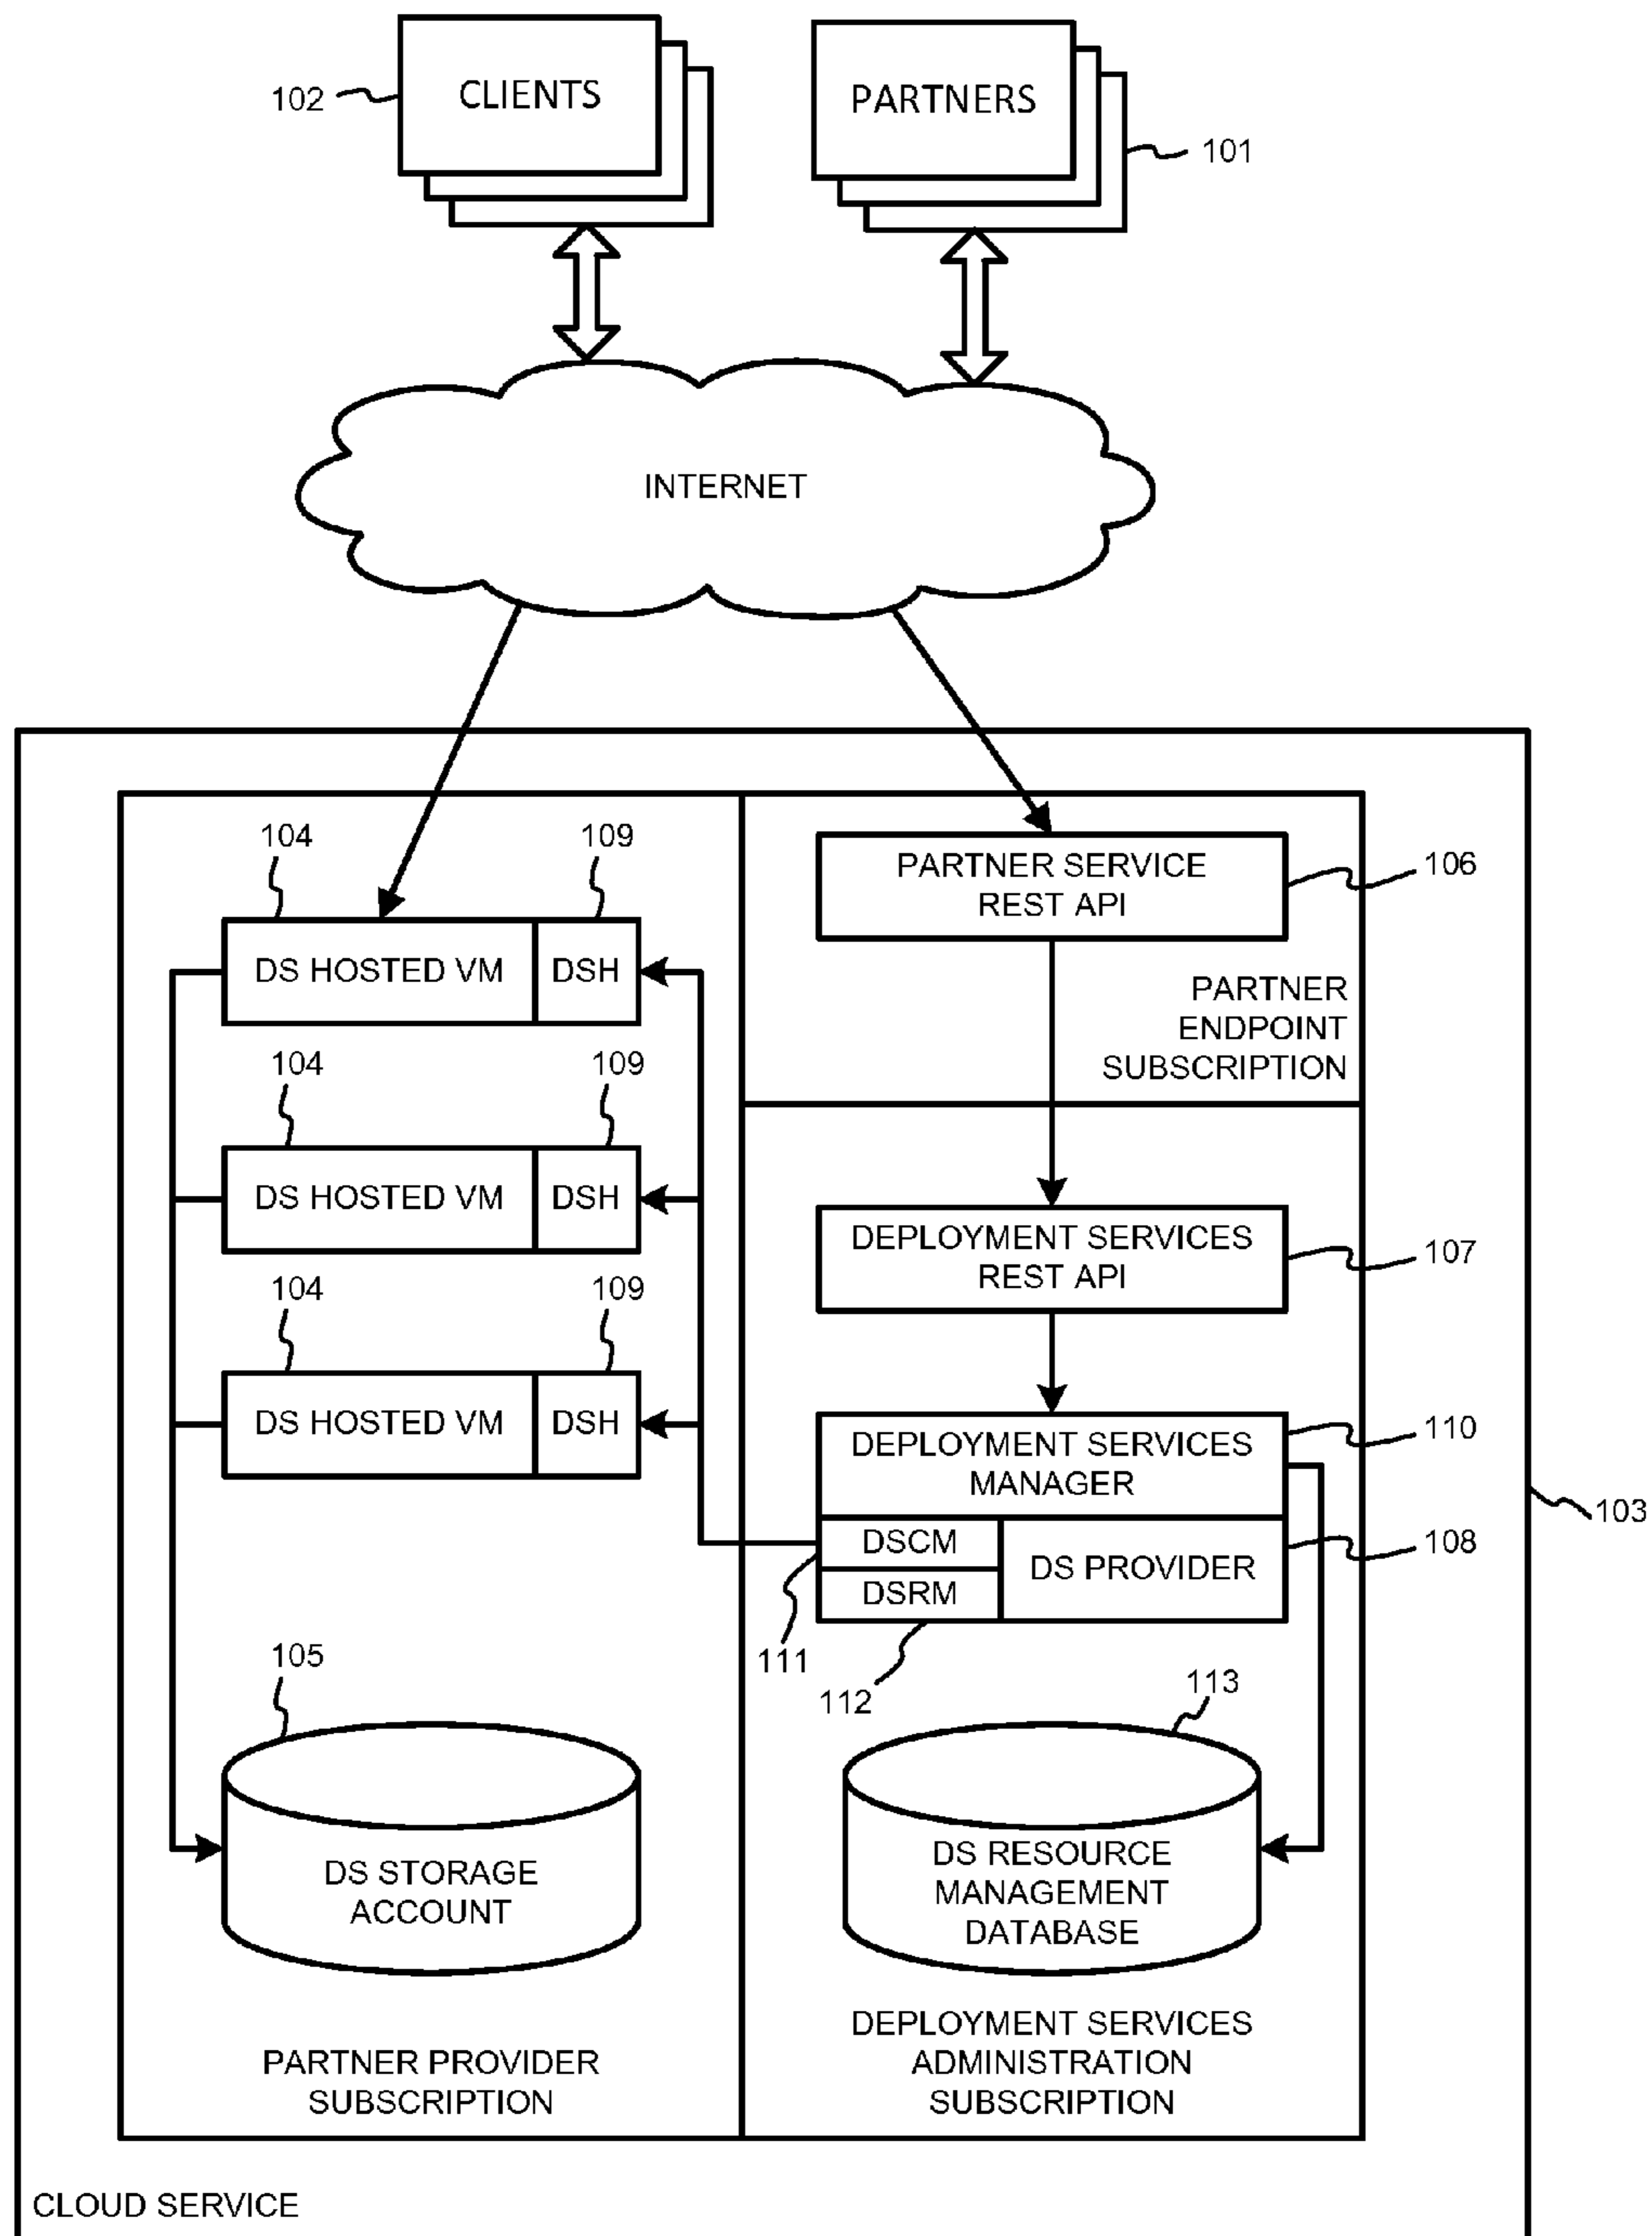 CLIENTS
PARTNERS
102
101
INTERNET
104
109
DS HOSTED VM
DSH
104
109
DS HOSTED VM
DSH
104
109
DS HOSTED VM
DSH
105
DS STORAGE
ACCOUNT
PARTNER PROVIDER
SUBSCRIPTION
PARTNER SERVICE
REST API
106
PARTNER
ENDPOINT
SUBSCRIPTION
DEPLOYMENT SERVICES
REST API
107
DEPLOYMENT SERVICES
MANAGER
110
DSCM
DSRM
DS PROVIDER
108
111
112
113
DS RESOURCE
MANAGEMENT
DATABASE
DEPLOYMENT SERVICES
ADMINISTRATION
SUBSCRIPTION
103
CLOUD SERVICE